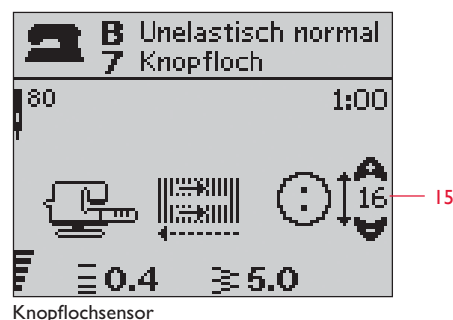 B Unelastisch normal
7 Knopfloch
80 1:00
16 15
0.4 5.0
Knopflochsensor